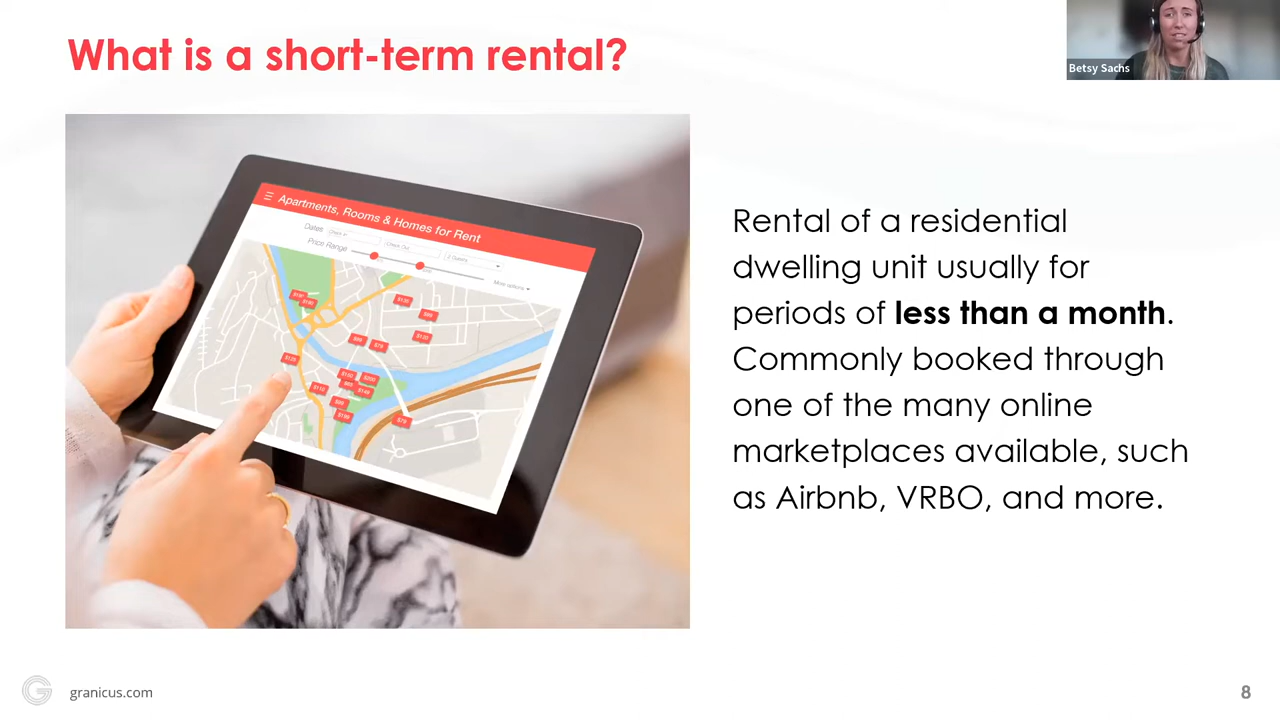 What is a short-term rental?
Betsy Sachs
Apartments, Rooms & Homes for Rent
Dates
Check In
Check Out
2 Guests
Price Range
More options
Rental of a residential
dwelling unit usually for
periods of less than a month.
Commonly booked through
one of the many online
marketplaces available, such
as Airbnb, VRBO, and more.
granicus.com
8